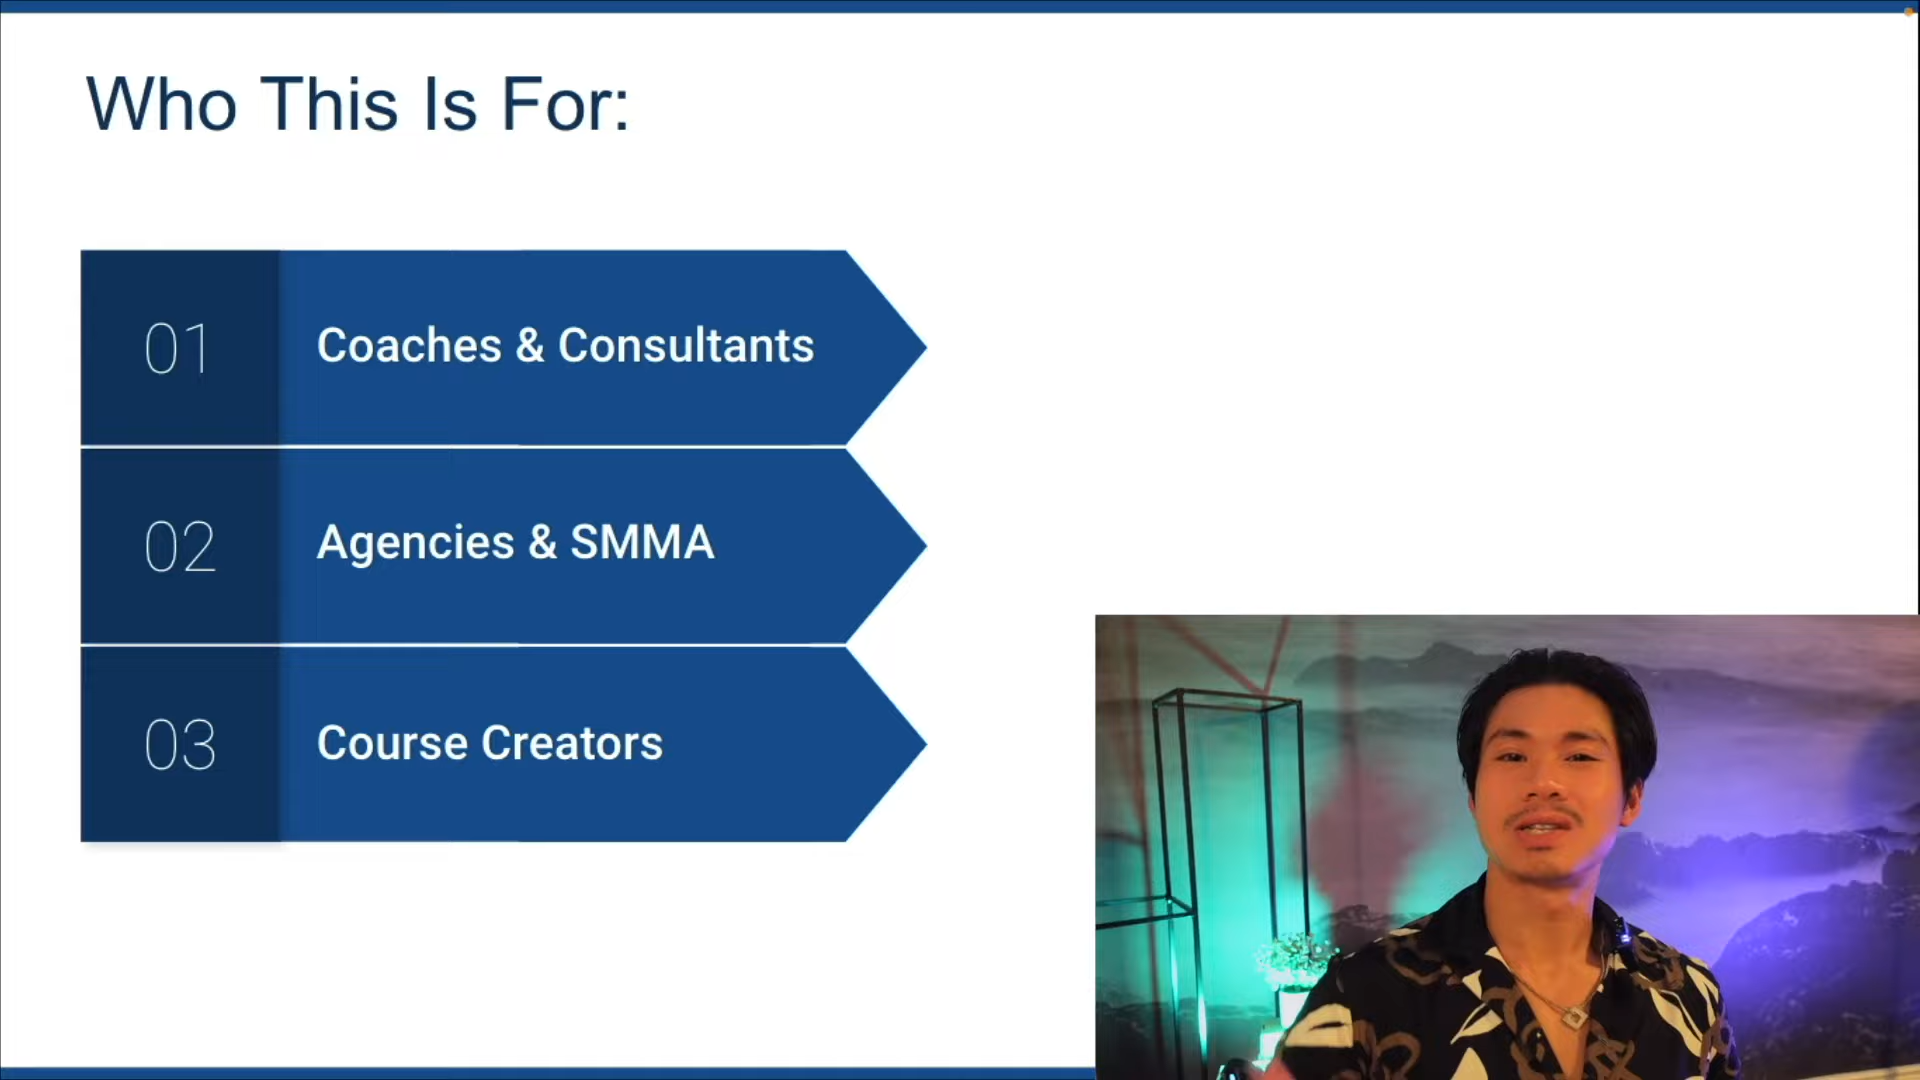 Who This Is For:
01
Coaches & Consultants
02
Agencies & SMMA
03
Course Creators